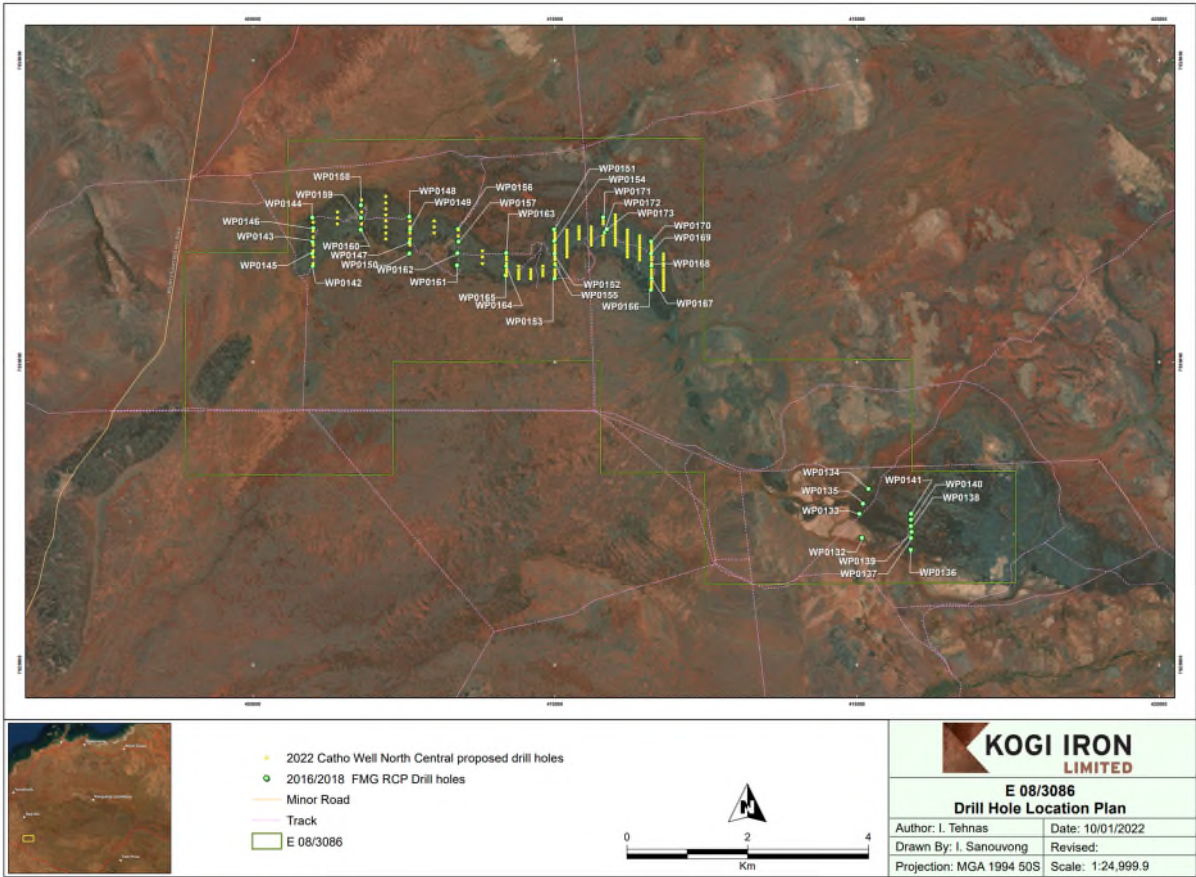 400000
410000
415000
420000
WP0151
WP0154
WP0158
WP0148
WP0156
WP0171
WP0159
WP0149
WP0157
WP0172
WP0144
WP0163
WP0173
WP0146
WP0170
WP0143
WP0169
WP0160
WP0147
WP0145
WP0150
WP0162
WP0168
WP0142
WP0161
WP0152
WP0165
WP0155
WP0167
WP0164
WP0166
WP0153
WP0134
WP0141
WP0140
WP0135
WP0138
WP0133
WP0132
WP0139
WP0137
WP0136
2022 Catho Well North Central proposed drill holes
2016/2018 FMG RCP Drill holes
Minor Road
Track
E 08/3086
N
0 2 4
Km
KOGI IRON
LIMITED
E 08/3086
Drill Hole Location Plan
Author: I. Tehnas Date: 10/01/2022
Drawn By: I. Sanouvong Revised:
Projection: MGA 1994 50S Scale: 1:24,999.9